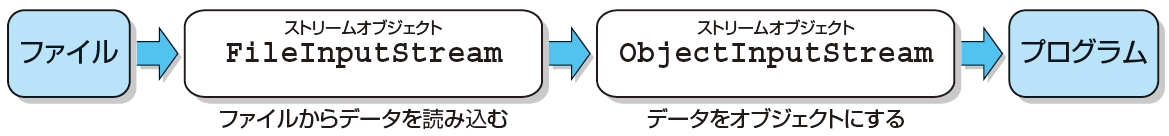 ファイル
ストリームオブジェクト
FileInputStream
ファイルからデータを読み込む
ストリームオブジェクト
ObjectInputStream
データをオブジェクトにする
プログラム